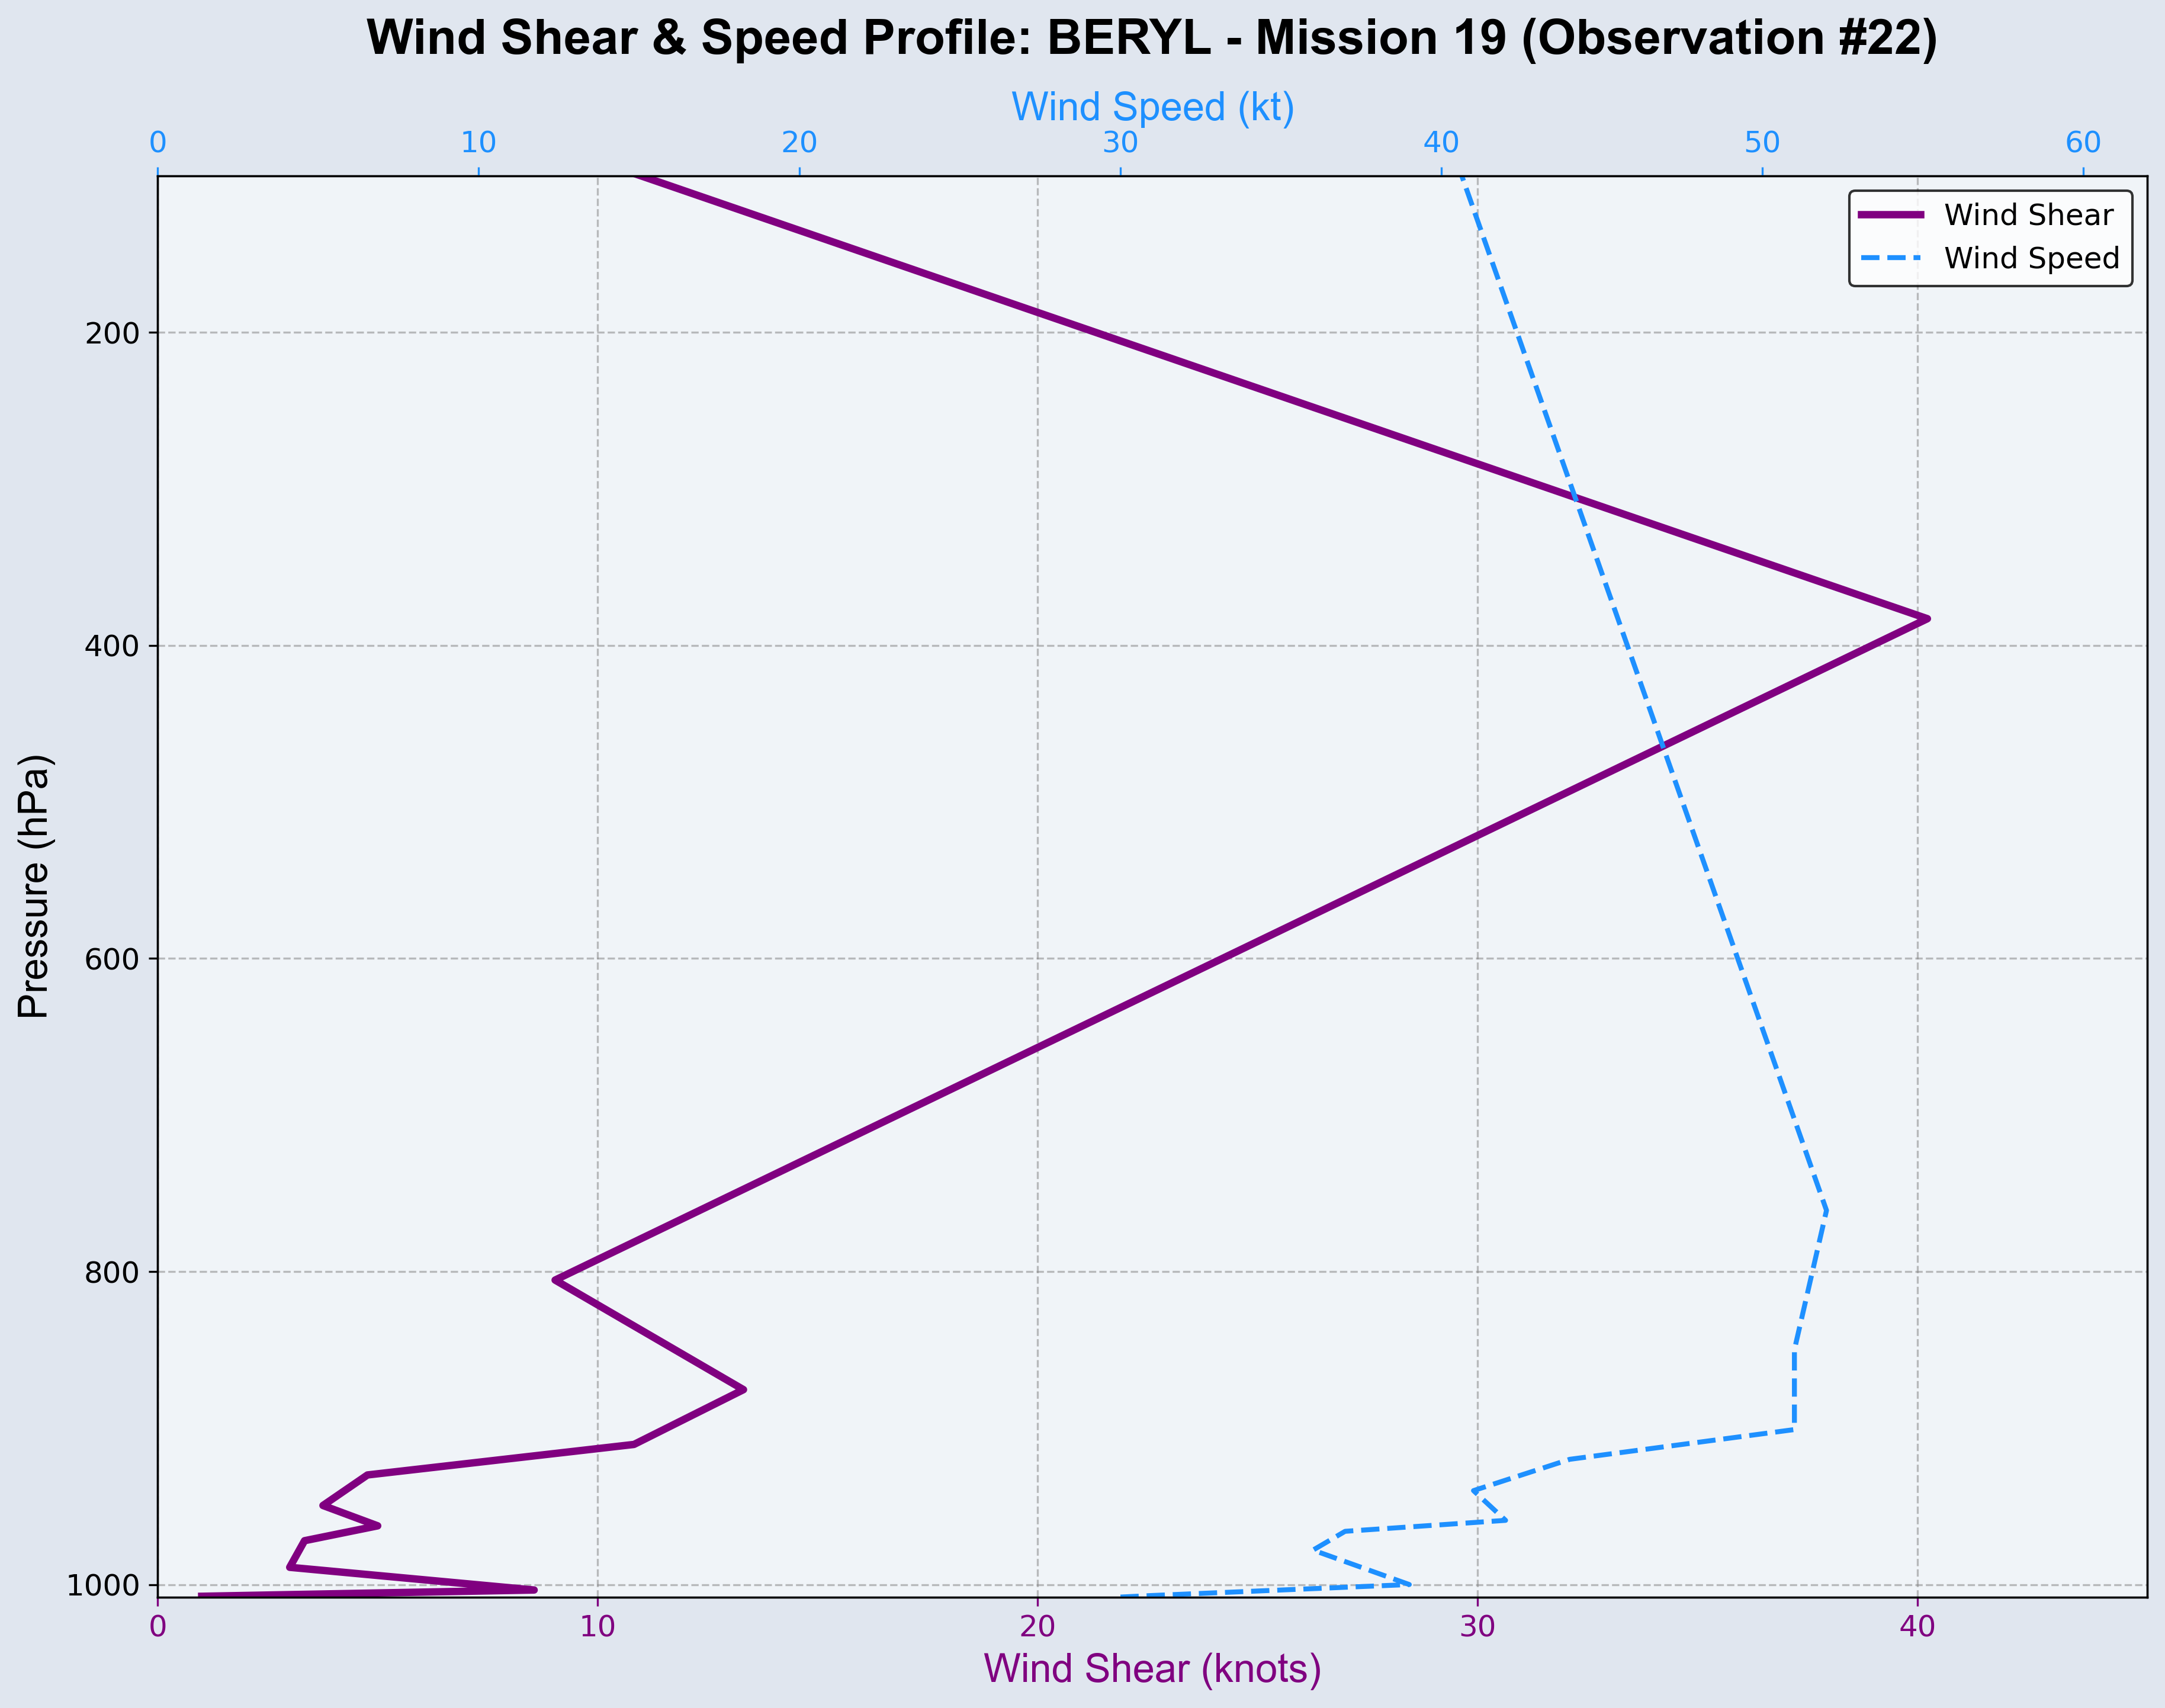 Wind Shear & Speed Profile: BERYL - Mission 19 (Observation #22)
Wind Speed (kt)
0 10 20 30 40 50 60
Wind Shear
Wind Speed
200
400
600
800
1000
Pressure (hPa)
0 10 20 30 40
Wind Shear (knots)